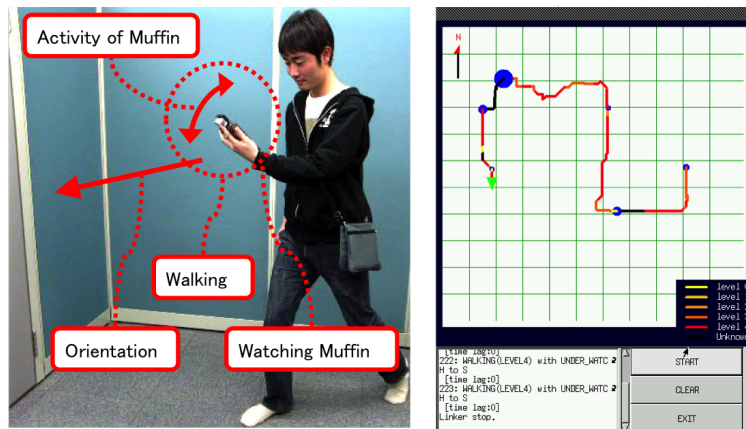 Activity of Muffin
Walking
Orientation
Watching Muffin
N
level
level
level
level
level
Unknown
[time lag:0]
222: WALKING(LEVEL4) with UNDER_WATC
H to S
[time lag:0]
223: WALKING(LEVEL4) with UNDER_WATC
H to S
[time lag:0]
Linker stop.
START
CLEAR
EXIT